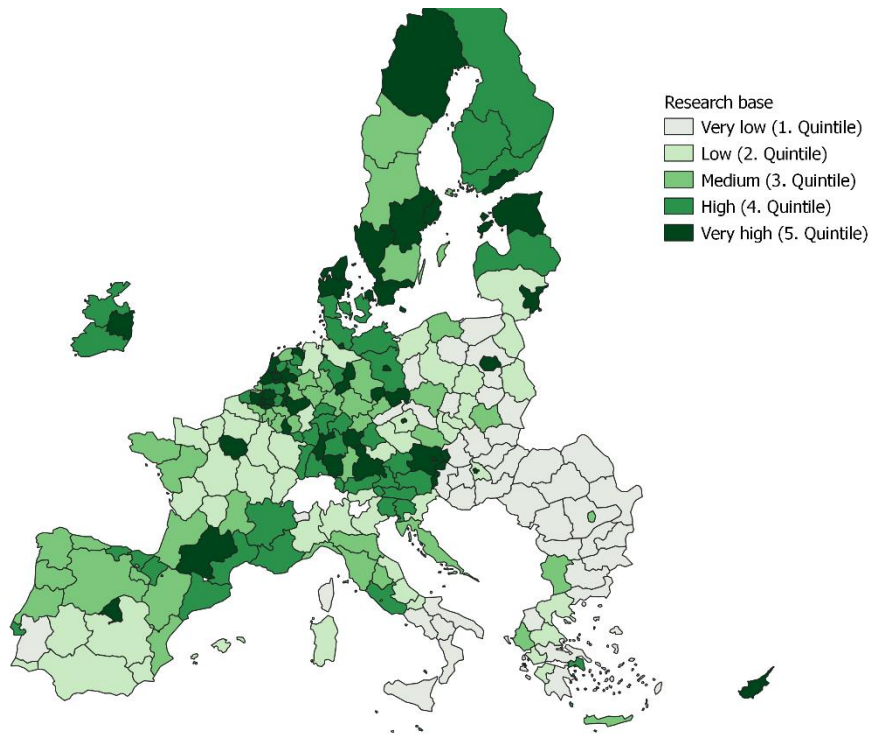 Research base
Very low (1. Quintile)
Low (2. Quintile)
Medium (3. Quintile)
High (4. Quintile)
Very high (5. Quintile)